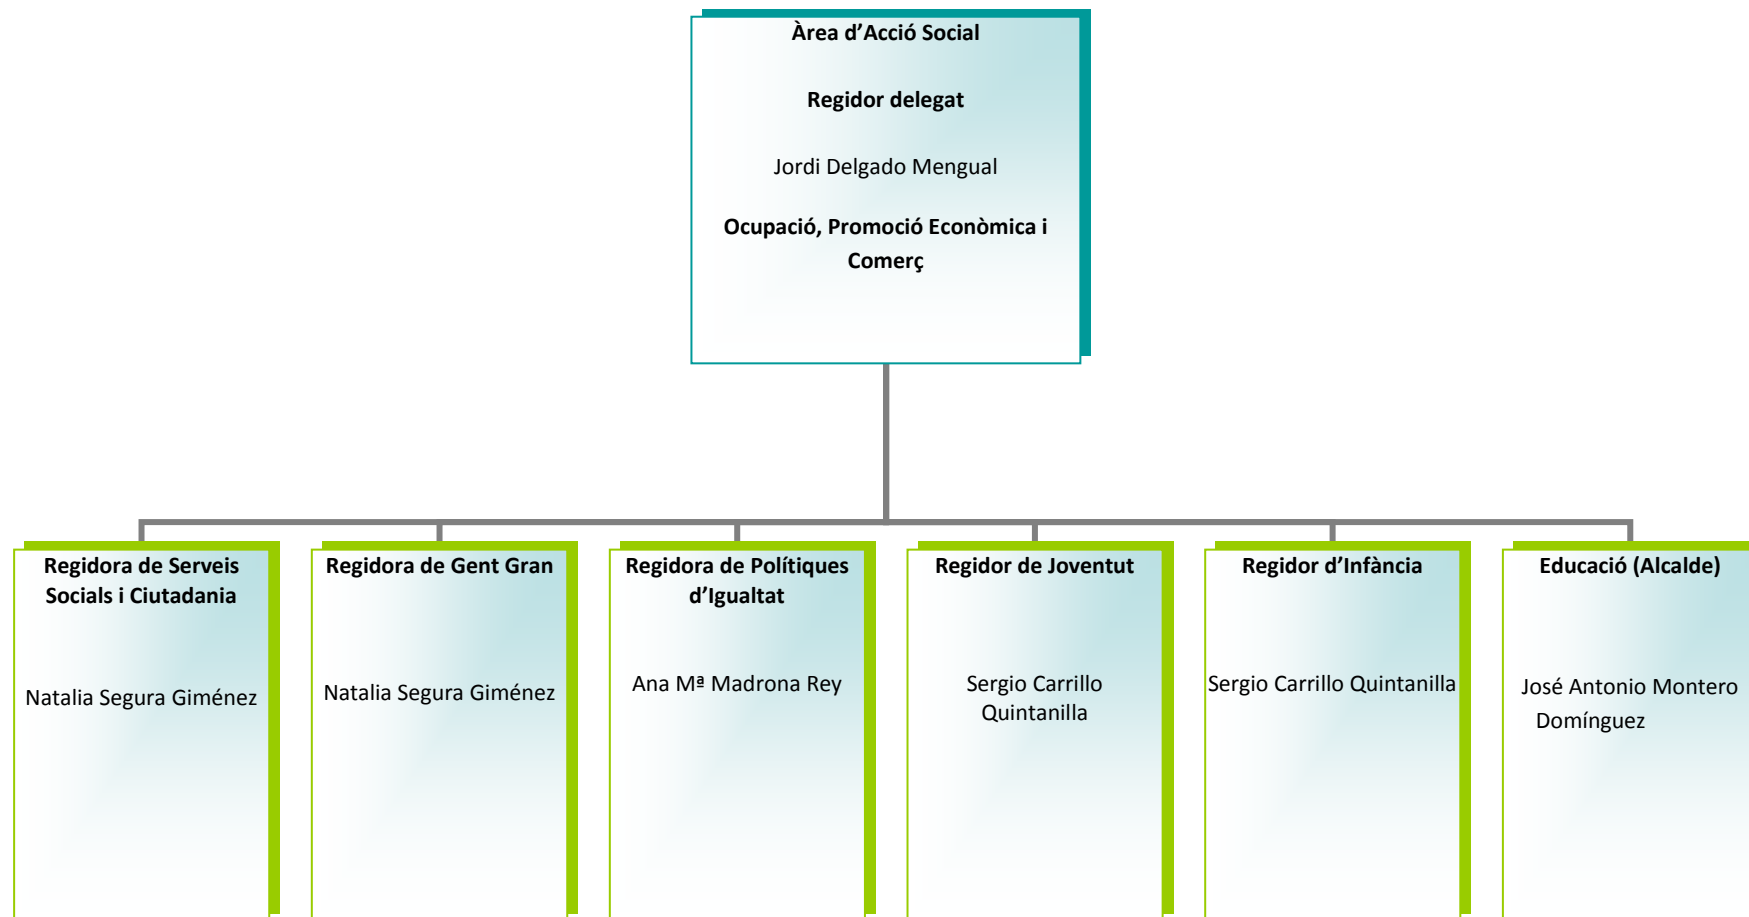 Àrea d’Acció Social
Regidor delegat
Jordi Delgado Mengual
Ocupació, Promoció Econòmica i
Comerç
Regidora de Serveis
Socials i Ciutadania
Natalia Segura Giménez
Regidora de Gent Gran
Natalia Segura Giménez
Regidora de Polítiques
d’Igualtat
Ana Mª Madrona Rey
Regidor de Joventut
Sergio Carrillo
Quintanilla
Regidor d’Infància
Sergio Carrillo Quintanilla
Educació (Alcalde)
José Antonio Montero
Domínguez